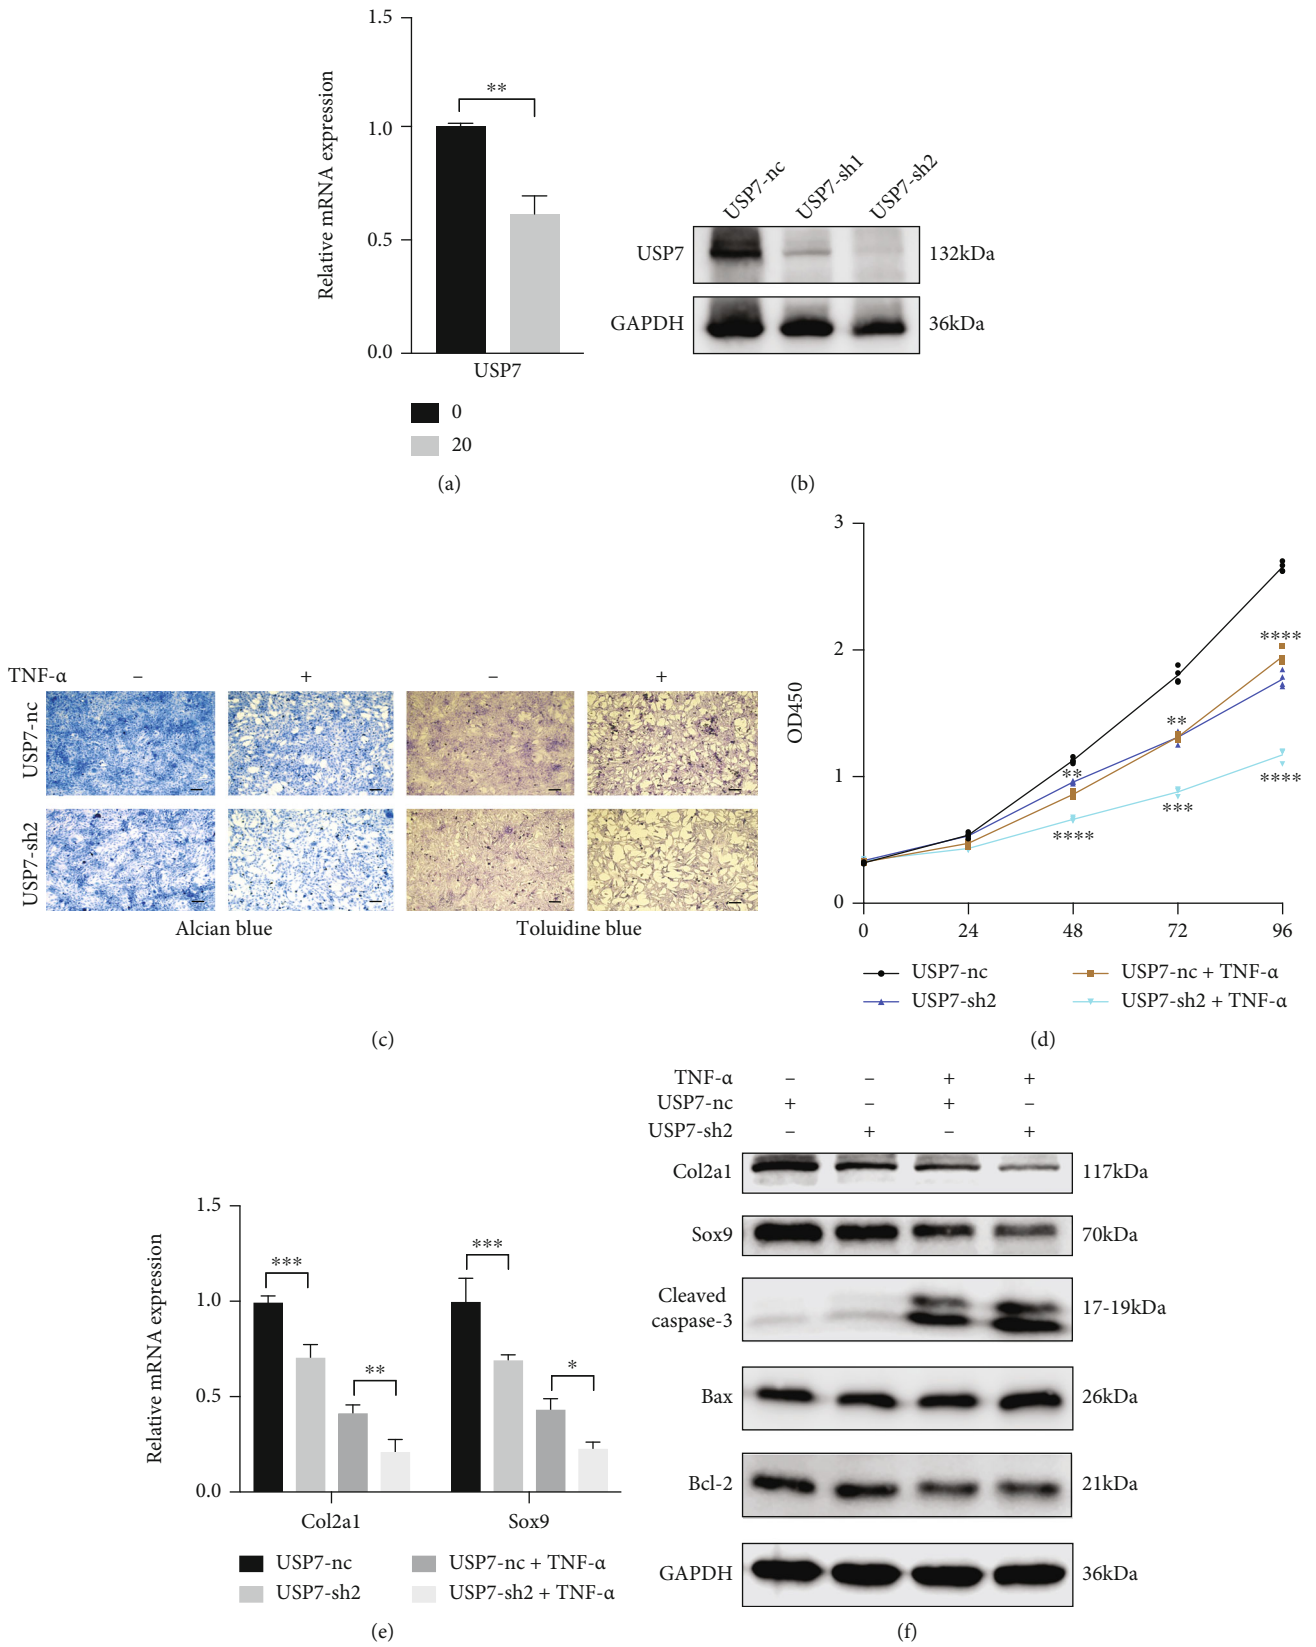 1.5
1.0
0.5
0.0
Relative mRNA expression
**
USP7
0
20
(a)
USP7-nc
USP7-sh1
USP7-sh2
USP7
132kDa
GAPDH
36kDa
(b)
TNF-α
– + – +
USP7-nc
USP7-sh2
Alcian blue
Toluidine blue
(c)
3
2
1
0
OD450
0 24 48 72 96
**
****
**
***
****
****
USP7-nc
USP7-sh2
USP7-nc + TNF-α
USP7-sh2 + TNF-α
(d)
1.5
1.0
0.5
0.0
Relative mRNA expression
***
**
***
*
Col2a1
Sox9
USP7-nc
USP7-sh2
USP7-nc + TNF-α
USP7-sh2 + TNF-α
(e)
TNF-α – – + +
USP7-nc + – + –
USP7-sh2 – + – +
Col2a1 117kDa
Sox9 70kDa
Cleaved
caspase-3
17-19kDa
Bax 26kDa
Bcl-2 21kDa
GAPDH 36kDa
(f)